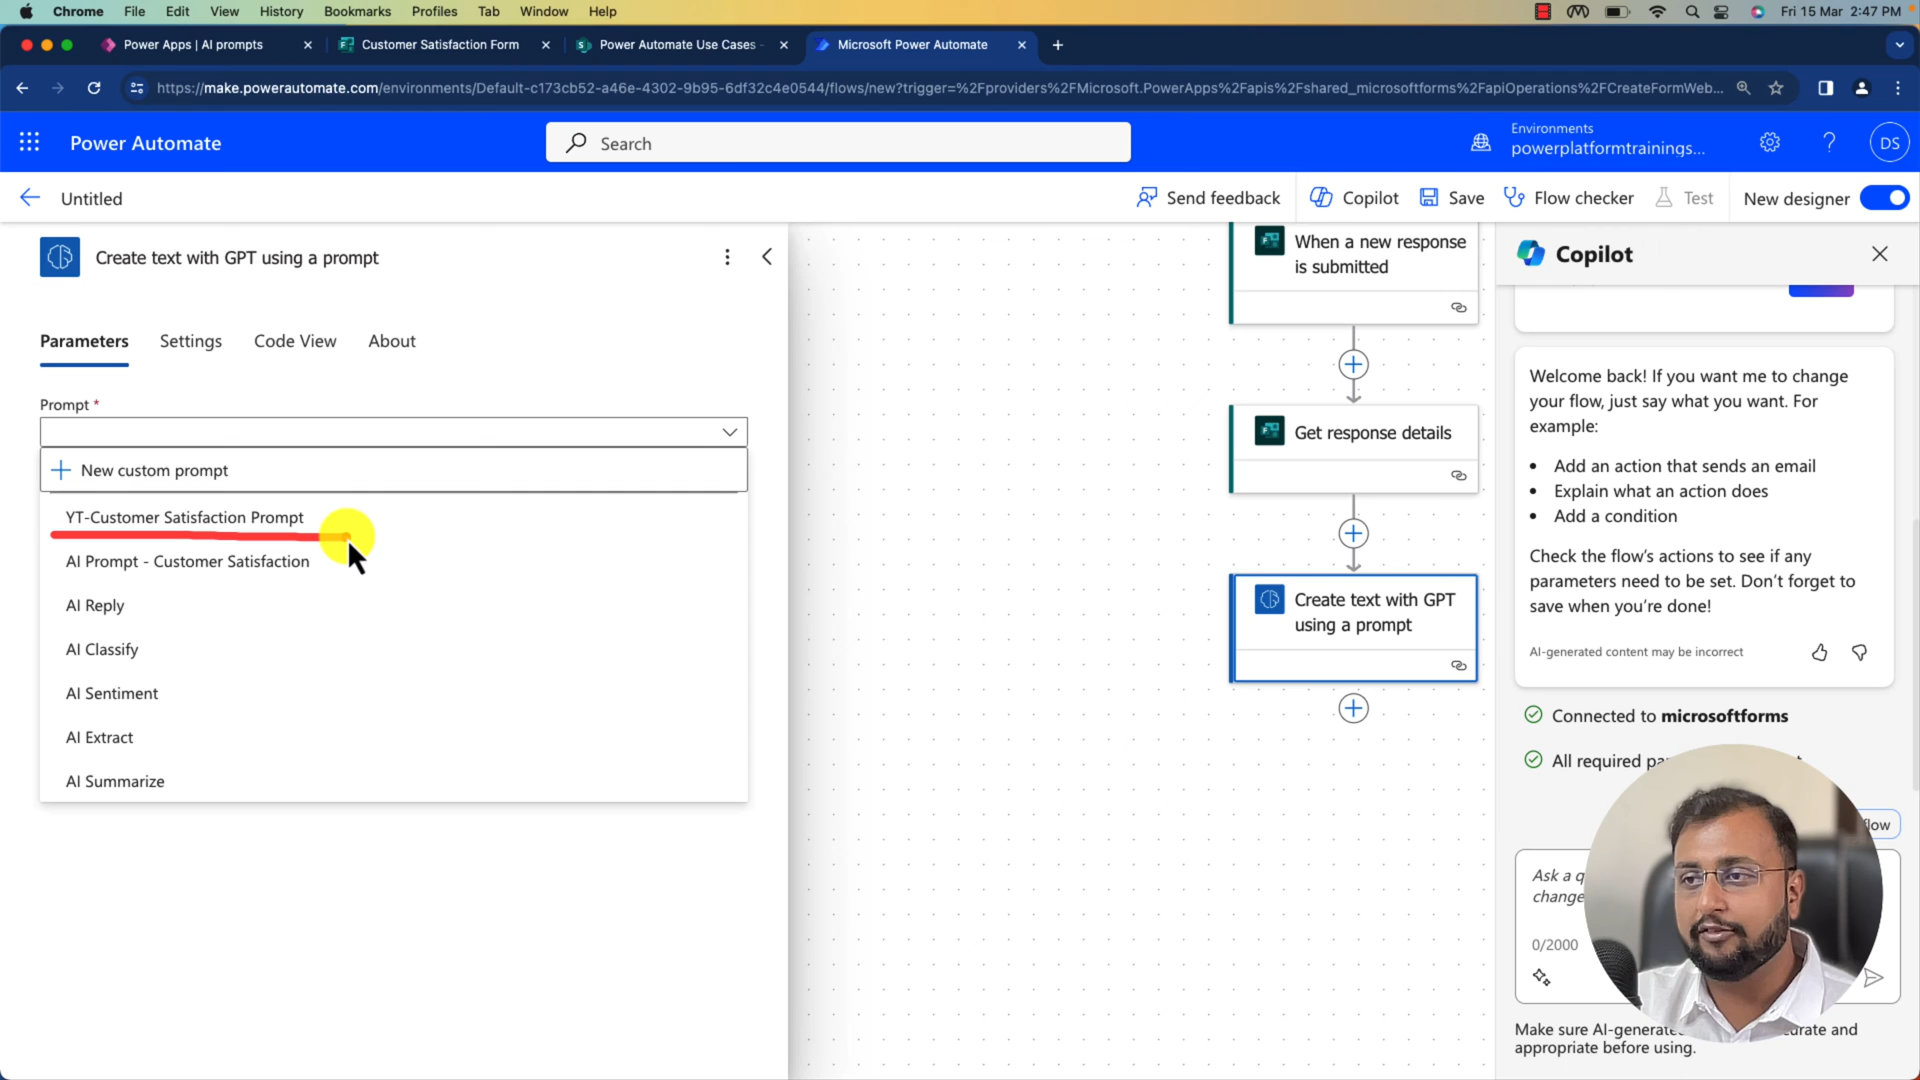 Chrome File Edit View History Bookmarks Profiles Tab Window Help Fri 15 Mar 2:47 PM
Power Apps | AI prompts Customer Satisfaction Form Power Automate Use Cases - Microsoft Power Automate
https://make.powerautomate.com/environments/Default-c173cb52-a46e-4302-9b95-6df32c4e0544/flows/new?trigger=%2Fproviders%2FMicrosoft.PowerApps%2Fapis%2Fshared_microsoftforms%2FapiOperations%2FCreateFormWeb...
Power Automate
Search
Environments
powerplatformtrainings...
DS
Untitled
Send feedback
Copilot
Save
Flow checker
Test
New designer
Create text with GPT using a prompt
Parameters Settings Code View About
Prompt *
New custom prompt
YT-Customer Satisfaction Prompt
AI Prompt - Customer Satisfaction
AI Reply
AI Classify
AI Sentiment
AI Extract
AI Summarize
When a new response
is submitted
Get response details
Create text with GPT
using a prompt
Copilot
Welcome back! If you want me to change
your flow, just say what you want. For
example:
• Add an action that sends an email
• Explain what an action does
• Add a condition
Check the flow's actions to see if any
parameters need to be set. Don't forget to
save when you're done!
AI-generated content may be incorrect
Connected to microsoftforms
All required
flow
Ask a
change
0/2000
Make sure and
appropriate before using.